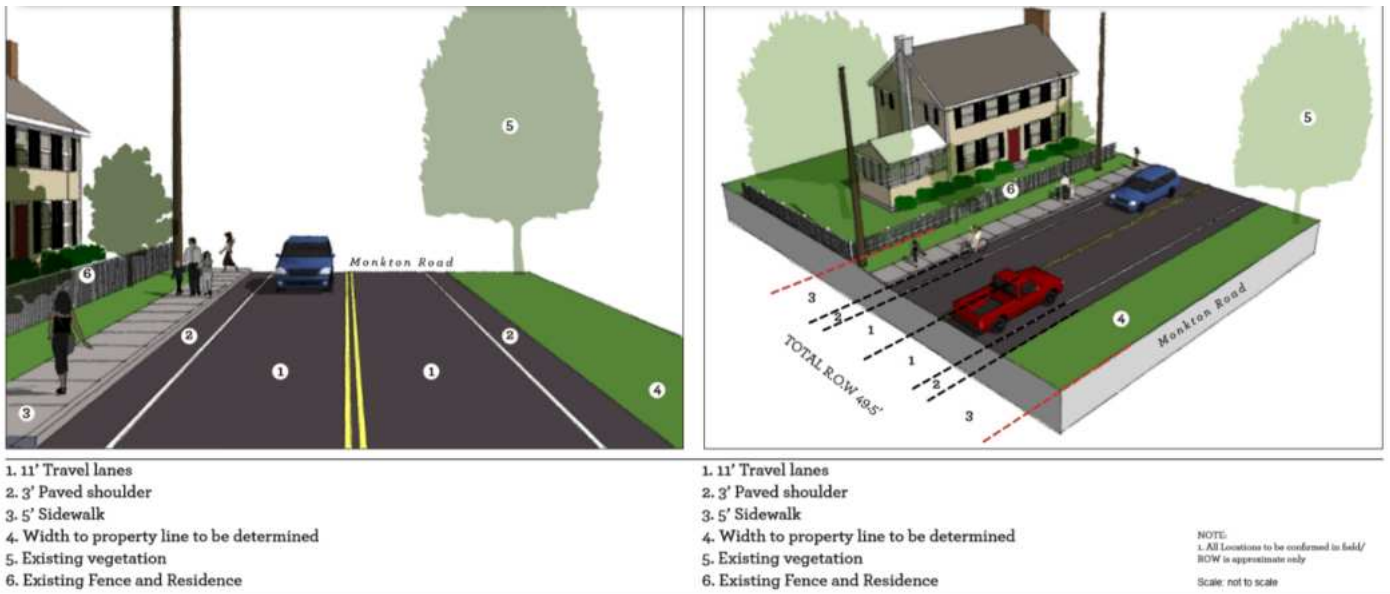 5
6
Monkton Road
2
2
1
1
4
3
5
6
3
2
1
1
2
3
4
TOTAL R.O.W 49.5'
Monkton Road
1. 11' Travel lanes
2. 3' Paved shoulder
3. 5' Sidewalk
4. Width to property line to be determined
5. Existing vegetation
6. Existing Fence and Residence
1. 11' Travel lanes
2. 3' Paved shoulder
3. 5' Sidewalk
4. Width to property line to be determined
5. Existing vegetation
6. Existing Fence and Residence
NOTE:
1. All Locations to be confirmed in field/
ROW is approximate only
Scale: not to scale